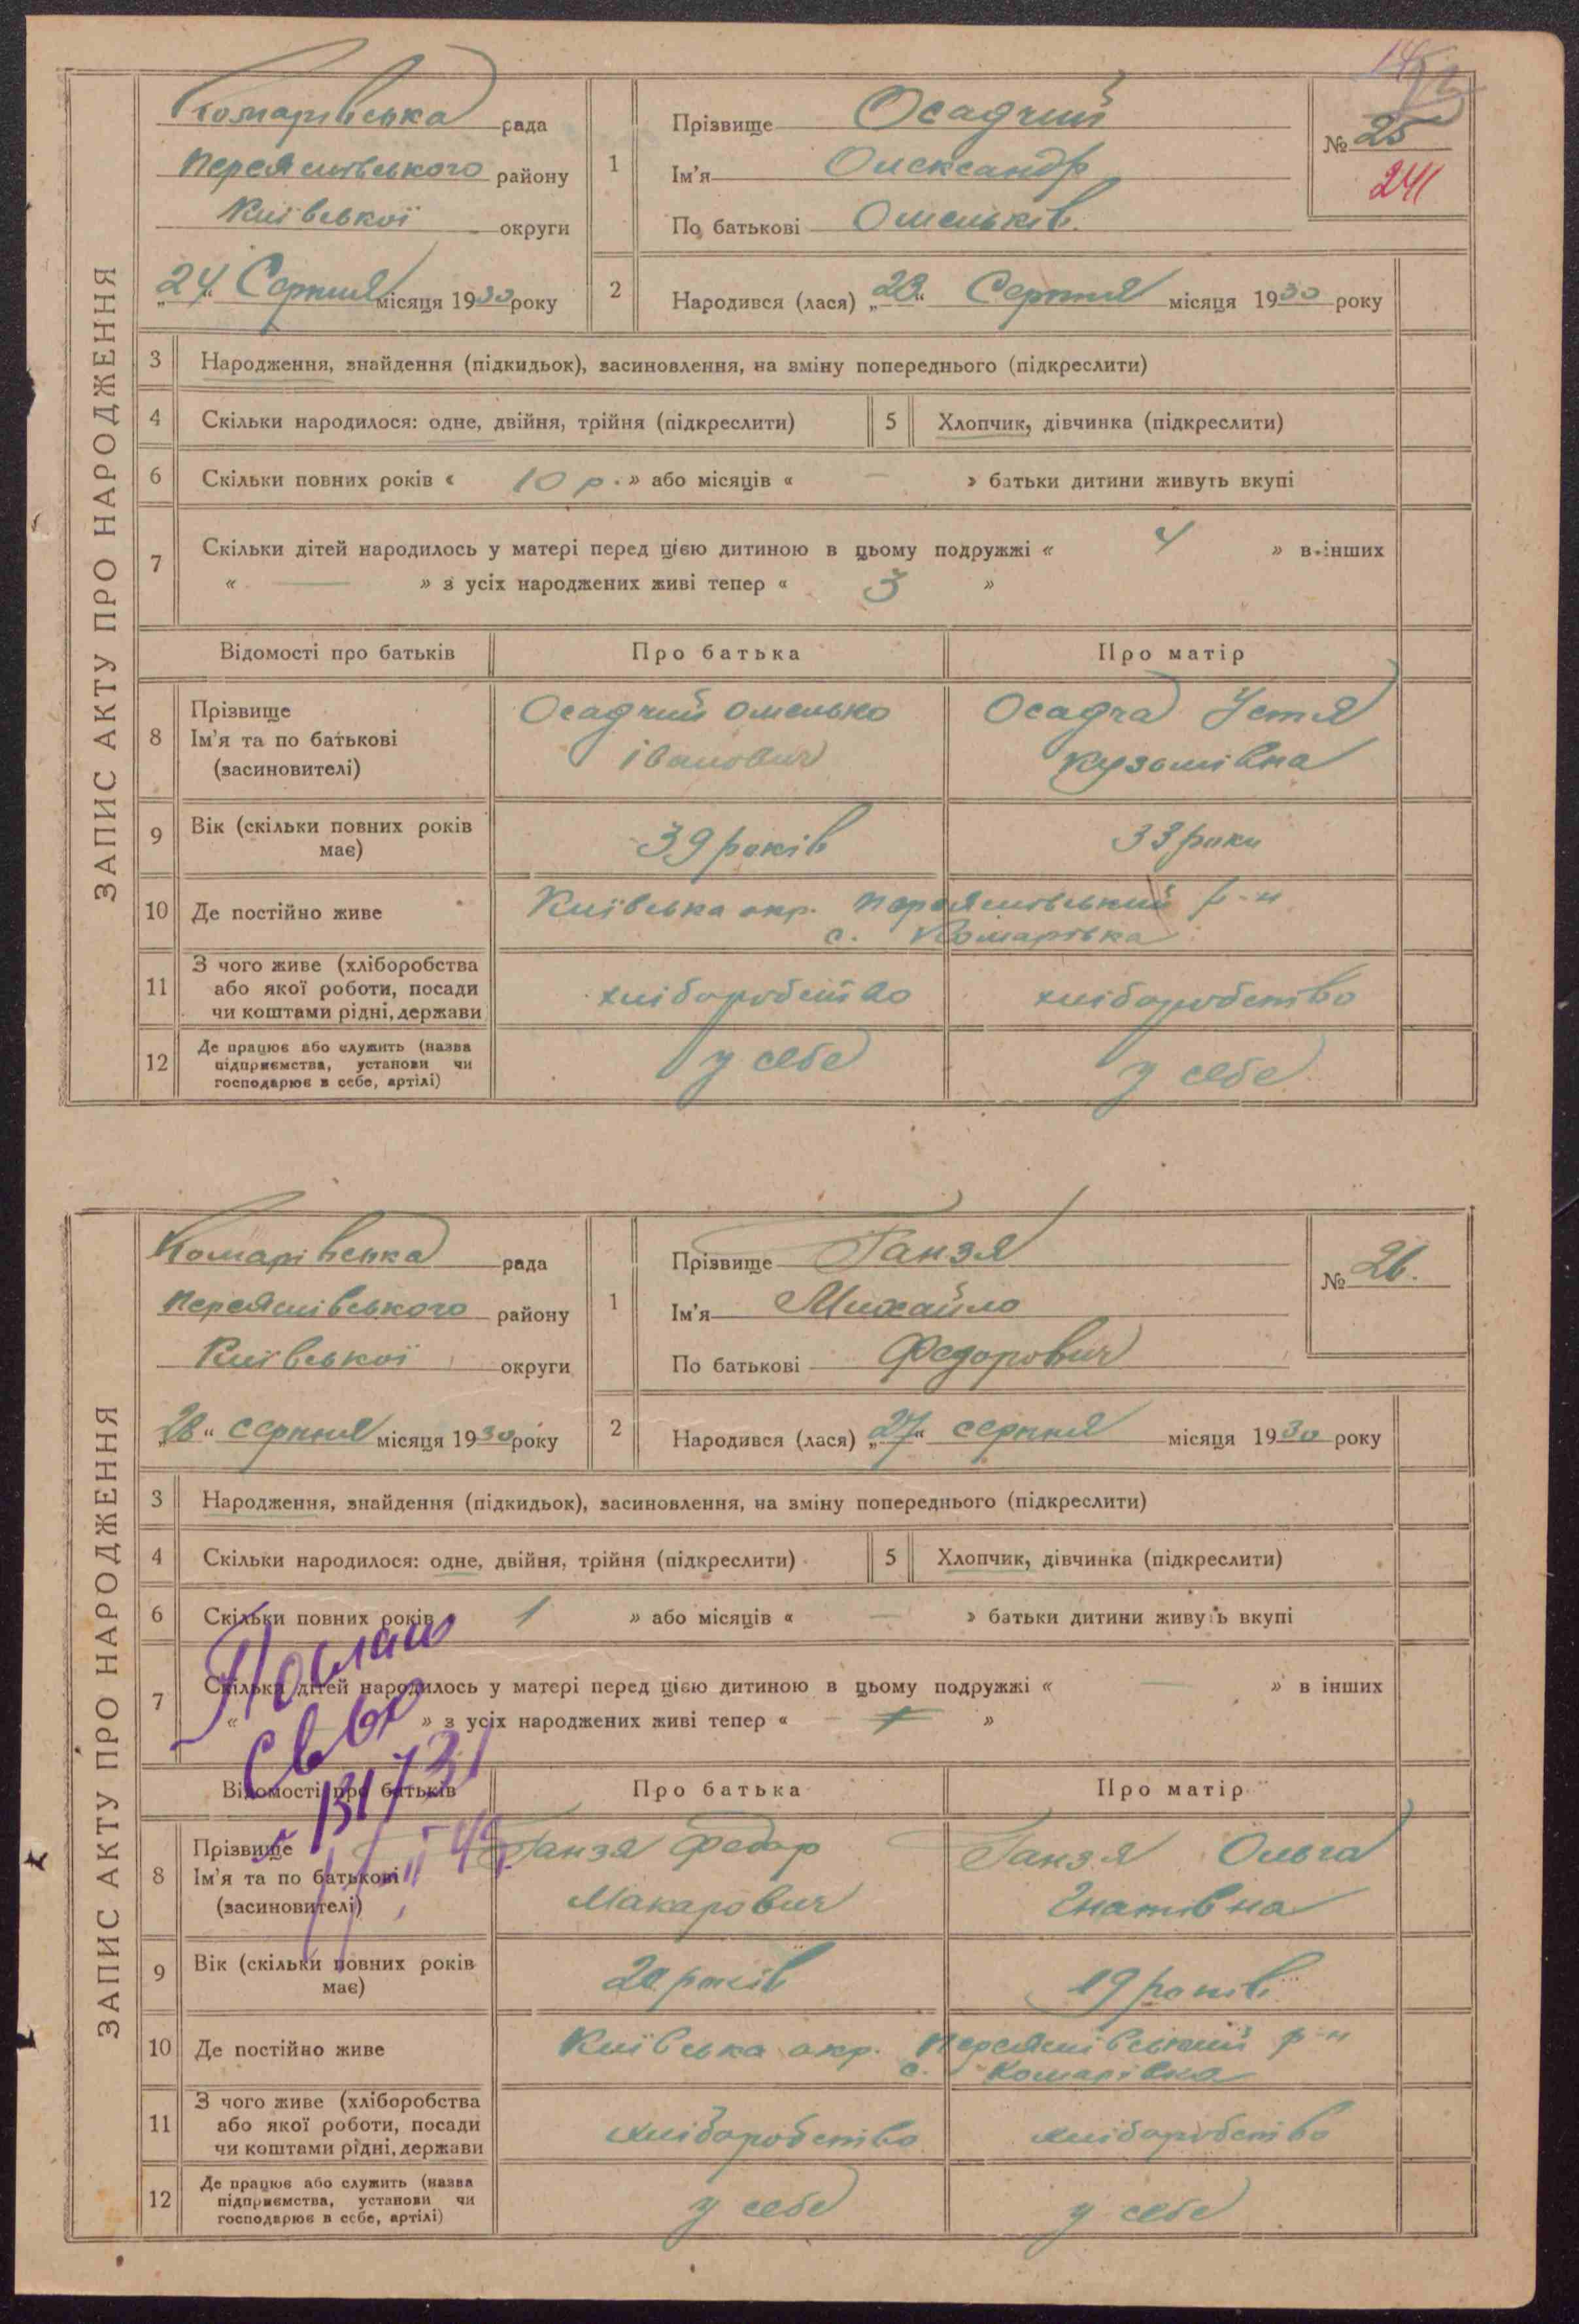 25
241
ЗАПИС АКТУ ПРО НАРОДЖЕННЯ
Комарівська рада
Переяслівського району
Київської округи
„24“ Серпня місяця 1930 року
1
Прізвище Осадчий
Ім'я Олександр
По батькові Омельків.
№ 25
2
Народився (лася) „23“ Серпня місяця 1930 року
3 Народження, знайдення (підкидьок), засиновлення, на зміну попереднього (підкреслити)
4 Скільки народилося: одне, двійня, трійня (підкреслити) 5 Хлопчик, дівчинка (підкреслити)
6 Скільки повних років « 10 р. » або місяців « — » батьки дитини живуть вкупі
7 Скільки дітей народилось у матері перед цією дитиною в цьому подружжі « 4 » в інших
« — » з усіх народжених живі тепер « 3 »
Відомості про батьків Про батька Про матір
8 Прізвище Ім'я та по батькові (засиновителі)
Осадчий Омелько Іванович
Осадча Устя Кузьмівна
9 Вік (скільки повних років має) 39 років 33 роки
10 Де постійно живе Київська окр. Переяслівський р-н
с. Комарівка
11 З чого живе (хліборобства або якої роботи, посади чи коштами рідні, держави хліборобство хліборобство
12 Де працює або служить (назва підприємства, установи чи господарює в себе, артілі) у себе у себе
ЗАПИС АКТУ ПРО НАРОДЖЕННЯ
Комарівська рада
Переяслівського району
Київської округи
„28“ серпня місяця 1930 року
1
Прізвище Ганзя
Ім'я Михайло
По батькові Федорович
№ 26.
2
Народився (лася) „27“ серпня місяця 1930 року
3 Народження, знайдення (підкидьок), засиновлення, на зміну попереднього (підкреслити)
4 Скільки народилося: одне, двійня, трійня (підкреслити) 5 Хлопчик, дівчинка (підкреслити)
6 Скільки повних років « 1 » або місяців « — » батьки дитини живуть вкупі
7 Скільки дітей народилось у матері перед цією дитиною в цьому подружжі « — » в інших
« » з усіх народжених живі тепер « »
Відомості про батьків Про батька Про матір
8 Прізвище Ім'я та по батькові (засиновителі)
Ганзя Федор Макарович
Ганзя Ольга Гнатівна
9 Вік (скільки повних років має) 20 років 19 років
10 Де постійно живе Київська окр. Переяслівський р-н
с. Комарівка
11 З чого живе (хліборобства або якої роботи, посади чи коштами рідні, держави хліборобство хліборобство
12 Де працює або служить (назва підприємства, установи чи господарює в себе, артілі) у себе у себе